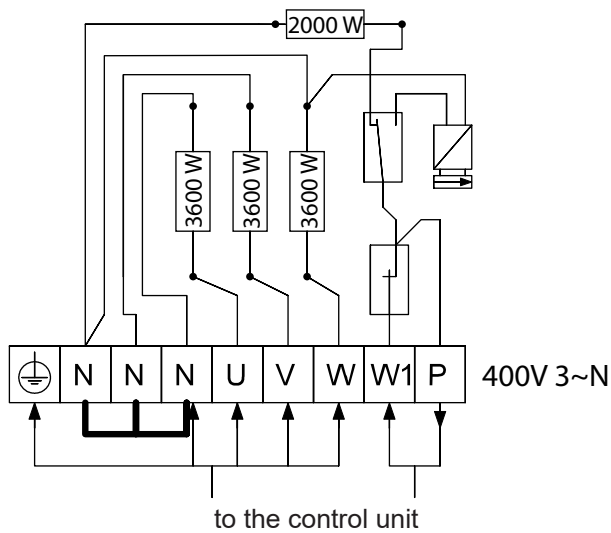 2000 W
3600 W
3600 W
3600 W
N N N U V W W1 P
400V 3~N
to the control unit